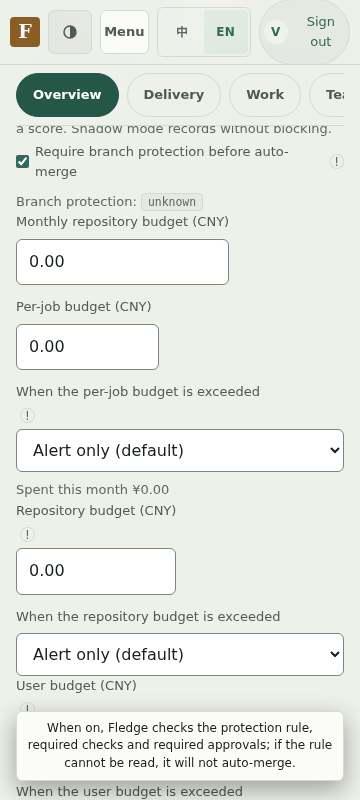 F
Menu
中
EN
V
Sign out
Overview
Delivery
Work
Tea
a score. Shadow mode records without blocking.
Require branch protection before auto-
merge
!
Branch protection: unknown
Monthly repository budget (CNY)
0.00
Per-job budget (CNY)
0.00
When the per-job budget is exceeded
!
Alert only (default)
Spent this month ¥0.00
Repository budget (CNY)
!
0.00
When the repository budget is exceeded
Alert only (default)
User budget (CNY)
!
When on, Fledge checks the protection rule,
required checks and required approvals; if the rule
cannot be read, it will not auto-merge.
When the user budget is exceeded